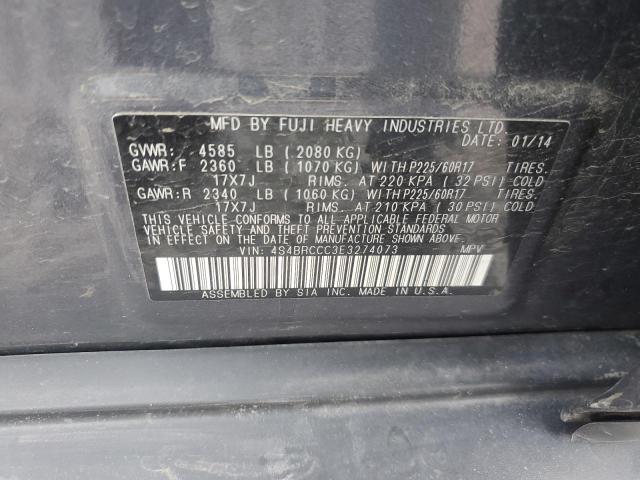 MFD BY FUJI HEAVY INDUSTRIES LTD.
DATE: 01/14
GVWR: 4585 LB (2080 KG)
GAWR:F 2360 LB (1070 KG) WITH P225/60R17 TIRES.
17X7J RIMS. AT 220 KPA (32 PSI) COLD
GAWR:R 2340 LB (1060 KG) WITH P225/60R17 TIRES.
17X7J RIMS. AT 210 KPA (30 PSI) COLD
THIS VEHICLE CONFORMS TO ALL APPLICABLE FEDERAL MOTOR
VEHICLE SAFETY AND THEFT PREVENTION STANDARDS
IN EFFECT ON THE DATE OF MANUFACTURE SHOWN ABOVE.
VIN: 4S4BRCCC3E3274073 MPV
ASSEMBLED BY SIA INC. MADE IN U.S.A.